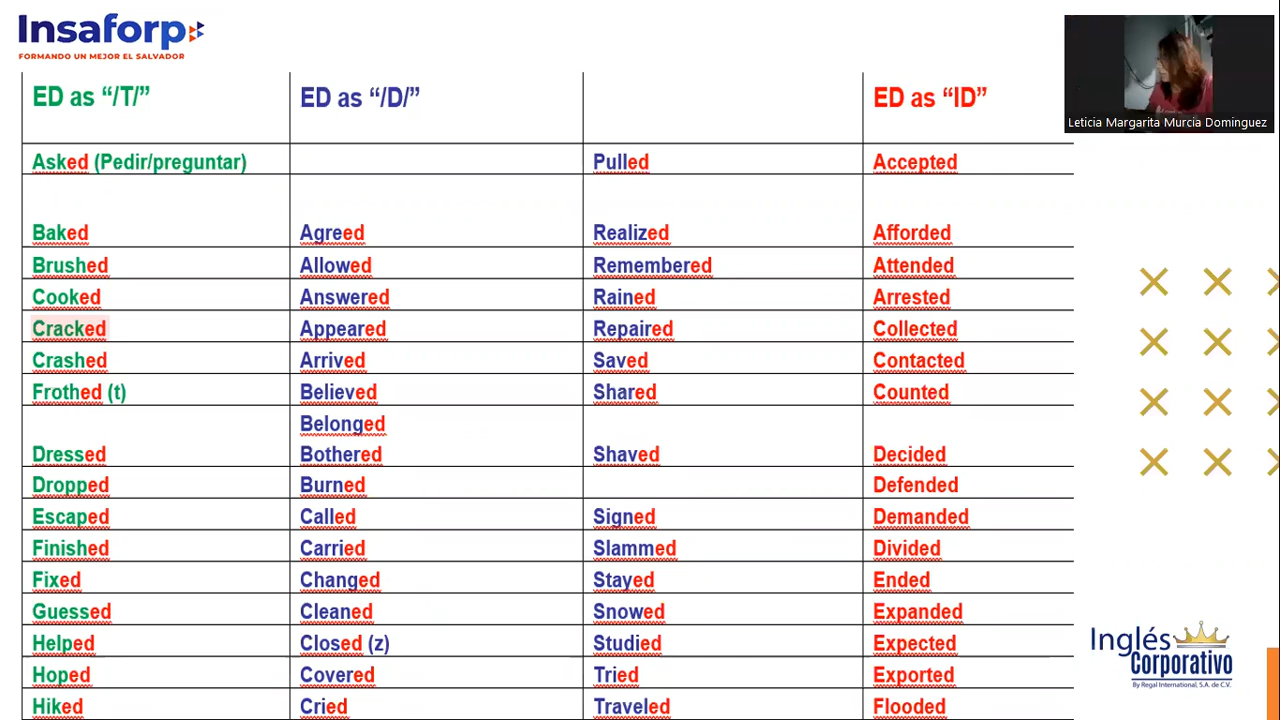 Insaforp
FORMANDO UN MEJOR EL SALVADOR
Leticia Margarita Murcia Dominguez
ED as “/T/” ED as “/D/” ED as “ID”
Asked (Pedir/preguntar) Pulled Accepted
Baked Agreed Realized Afforded
Brushed Allowed Remembered Attended
Cooked Answered Rained Arrested
Cracked Appeared Repaired Collected
Crashed Arrived Saved Contacted
Frothed (t) Believed Shared Counted
Belonged
Dressed Bothered Shaved Decided
Dropped Burned Defended
Escaped Called Signed Demanded
Finished Carried Slammed Divided
Fixed Changed Stayed Ended
Guessed Cleaned Snowed Expanded
Helped Closed (z) Studied Expected
Hoped Covered Tried Exported
Hiked Cried Traveled Flooded
Inglés
Corporativo
By Regal International, S.A. de C.V.